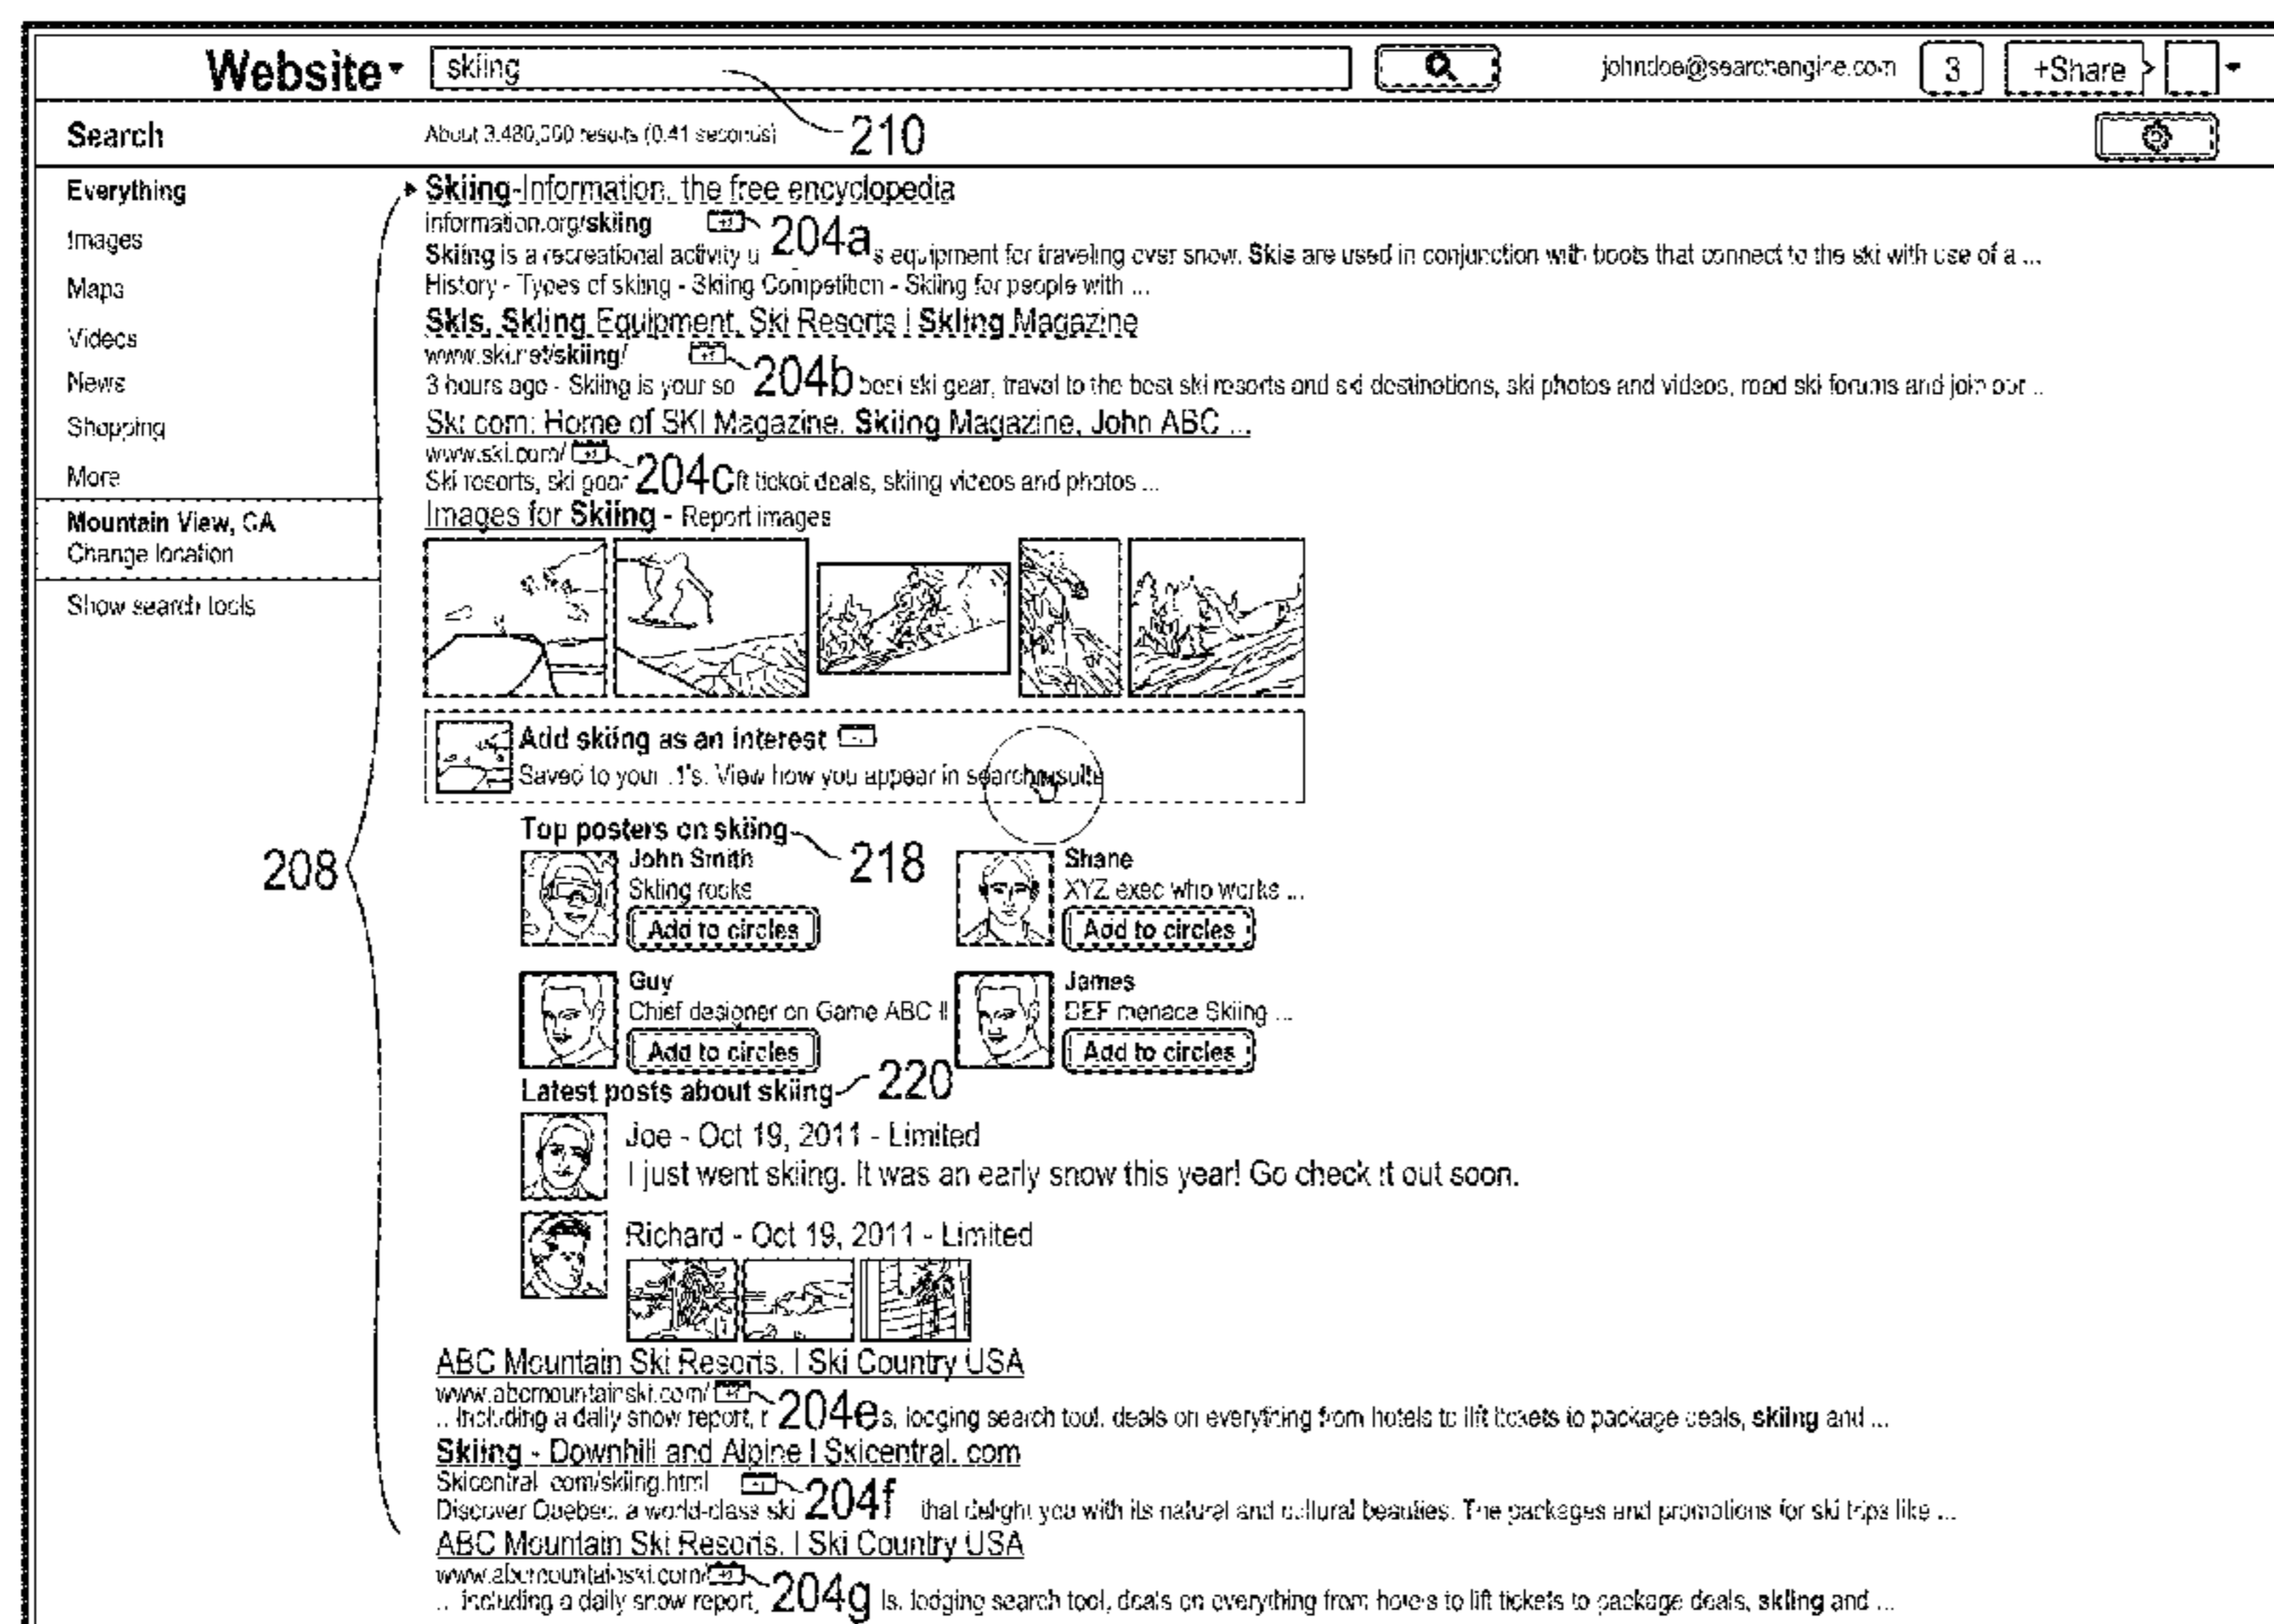 Website skiing johndoe@searchengine.com 3 +Share
Search About 3,480,000 results (0.41 seconds) 210
Everything
Images
Maps
Videos
News
Shopping
More
Mountain View, CA
Change location
Show search tools
208
Skiing-Information, the free encyclopedia
information.org/skiing +1 204a
Skiing is a recreational activity u s equipment for traveling over snow. Skis are used in conjunction with boots that connect to the ski with use of a ...
History - Types of skiing - Skiing Competition - Skiing for people with ...
Skis, Skiing Equipment, Ski Resorts | Skiing Magazine
www.ski.net/skiing/ +1 204b
3 hours ago - Skiing is your so best ski gear, travel to the best ski resorts and ski destinations, ski photos and videos, read ski forums and join our ..
Ski com: Home of SKI Magazine, Skiing Magazine, John ABC ...
www.ski.com/ +1 204c
Ski resorts, ski gear ft ticket deals, skiing videos and photos ...
Images for Skiing - Report images
Add skiing as an interest
Saved to your 1's. View how you appear in search results
Top posters on skiing 218
John Smith
Skiing rocks
Add to circles
Shane
XYZ exec who works ...
Add to circles
Guy
Chief designer on Game ABC II
Add to circles
James
DEF menace Skiing ...
Add to circles
Latest posts about skiing 220
Joe - Oct 19, 2011 - Limited
I just went skiing. It was an early snow this year! Go check it out soon.
Richard - Oct 19, 2011 - Limited
ABC Mountain Ski Resorts. | Ski Country USA
www.abcmountainski.com/ +1 204e
.. Including a daily snow report, r s, lodging search tool, deals on everything from hotels to lift tickets to package deals, skiing and ...
Skiing - Downhill and Alpine | Skicentral. com
Skicentral com/skiing.html +1 204f
Discover Quebec, a world-class ski that delight you with its natural and cultural beauties. The packages and promotions for ski trips like ...
ABC Mountain Ski Resorts. | Ski Country USA
www.abcmountainski.com/ +1 204g
.. including a daily snow report, ls, lodging search tool, deals on everything from hotels to lift tickets to package deals, skiing and ...